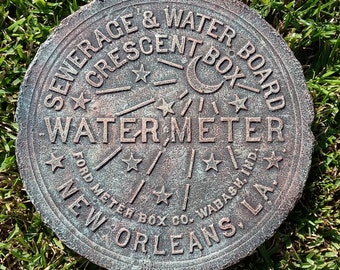 SEWERAGE & WATER BOARD
CRESCENT BOX
WATER METER
FORD METER BOX CO. WABASH, IND.
NEW ORLEANS, LA.